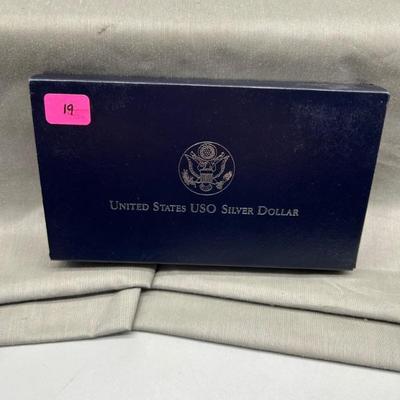 19
UNITED STATES USO SILVER DOLLAR